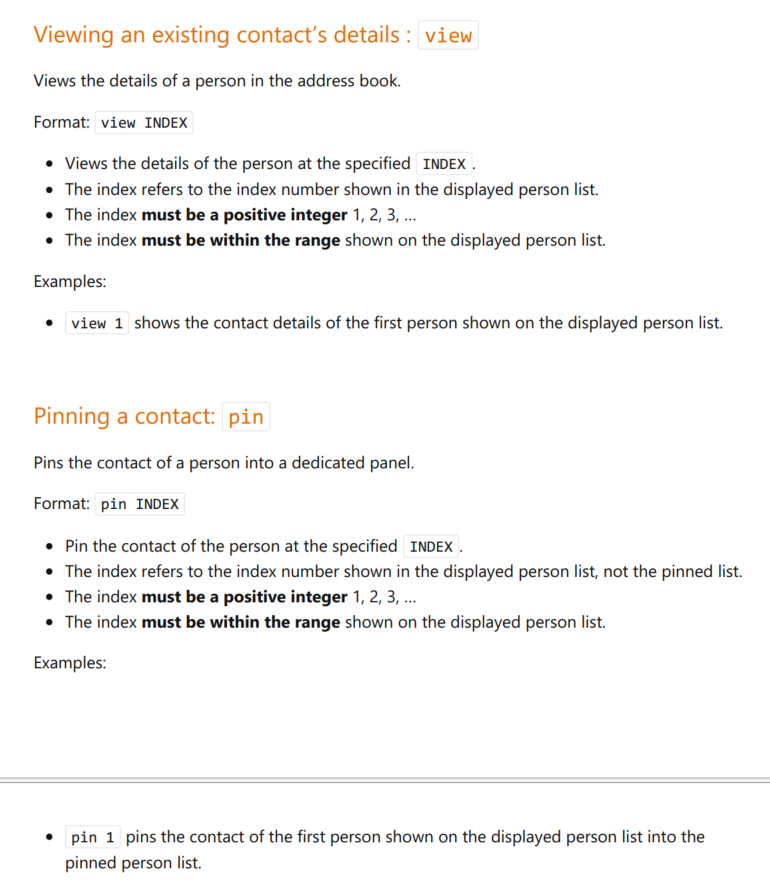 Viewing an existing contact’s details : view
Views the details of a person in the address book.
Format: view INDEX
• Views the details of the person at the specified INDEX .
• The index refers to the index number shown in the displayed person list.
• The index must be a positive integer 1, 2, 3, …
• The index must be within the range shown on the displayed person list.
Examples:
• view 1 shows the contact details of the first person shown on the displayed person list.
Pinning a contact: pin
Pins the contact of a person into a dedicated panel.
Format: pin INDEX
• Pin the contact of the person at the specified INDEX .
• The index refers to the index number shown in the displayed person list, not the pinned list.
• The index must be a positive integer 1, 2, 3, …
• The index must be within the range shown on the displayed person list.
Examples:
• pin 1 pins the contact of the first person shown on the displayed person list into the
pinned person list.